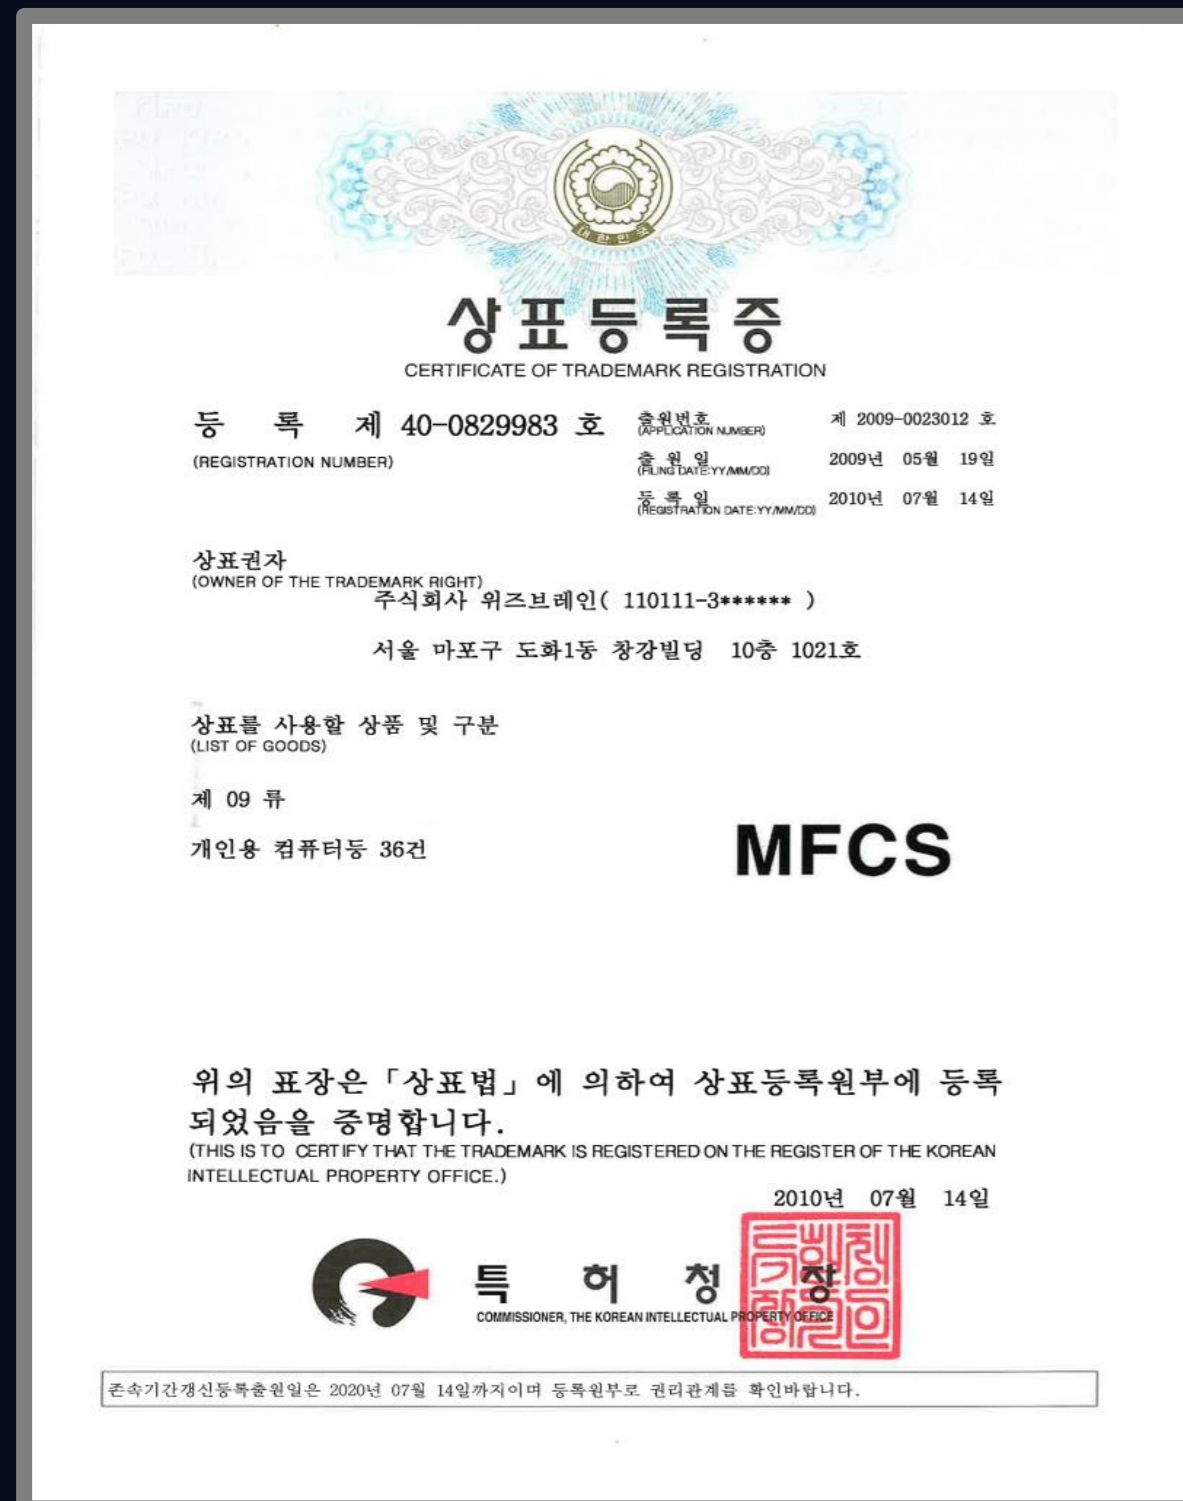 대한민국
상표등록증
CERTIFICATE OF TRADEMARK REGISTRATION
등 록 제 40-0829983 호
(REGISTRATION NUMBER)
출원번호 제 2009-0023012 호
(APPLICATION NUMBER)
출 원 일 2009년 05월 19일
(FILING DATE:YY/MM/DD)
등 록 일 2010년 07월 14일
(REGISTRATION DATE:YY/MM/DD)
상표권자
(OWNER OF THE TRADEMARK RIGHT)
주식회사 위즈브레인( 110111-3****** )
서울 마포구 도화1동 창강빌딩 10층 1021호
상표를 사용할 상품 및 구분
(LIST OF GOODS)
제 09 류
개인용 컴퓨터등 36건
MFCS
위의 표장은「상표법」에 의하여 상표등록원부에 등록
되었음을 증명합니다.
(THIS IS TO CERTIFY THAT THE TRADEMARK IS REGISTERED ON THE REGISTER OF THE KOREAN
INTELLECTUAL PROPERTY OFFICE.)
2010년 07월 14일
특 허 청 장
COMMISSIONER, THE KOREAN INTELLECTUAL PROPERTY OFFICE
존속기간갱신등록출원일은 2020년 07월 14일까지이며 등록원부로 권리관계를 확인바랍니다.